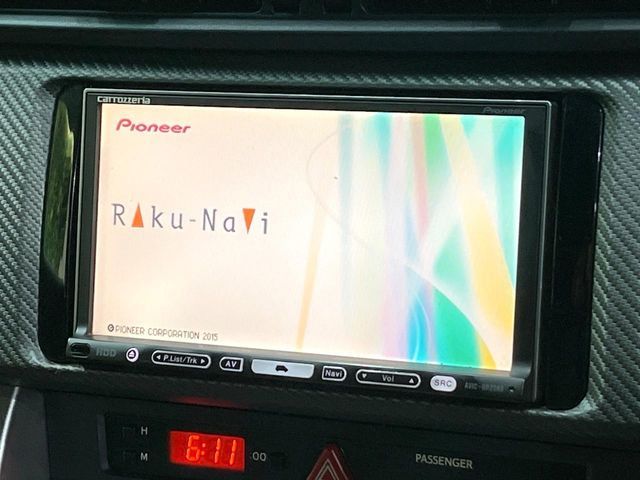 carrozzeria
Pioneer
Pioneer
Raku-Navi
©PIONEER CORPORATION 2015
HDD
P.List/Trk
AV
Navi
Vol
SRC
H
6:11
:00
M
PASSENGER